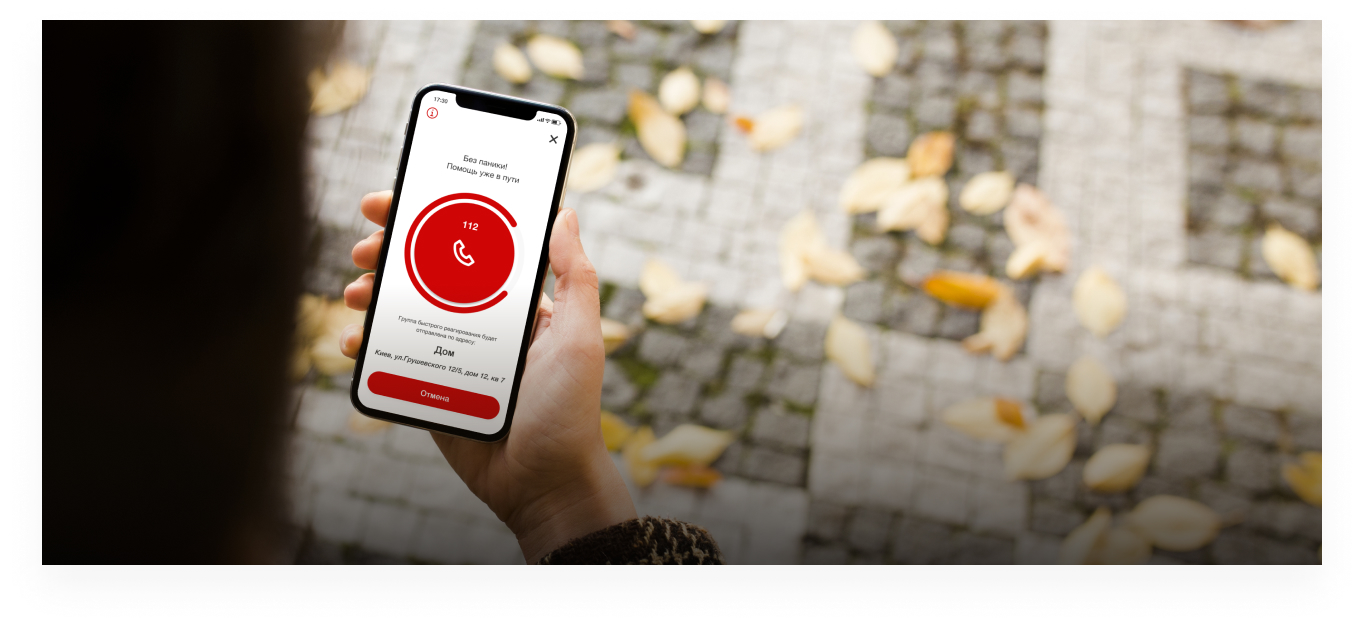 17:39
Без паники!
Помощь уже в пути
112
Группа быстрого реагирования будет
отправлена по адресу:
Дом
Киев, ул.Грушевского 12/5, дом 12, кв 7
Отмена